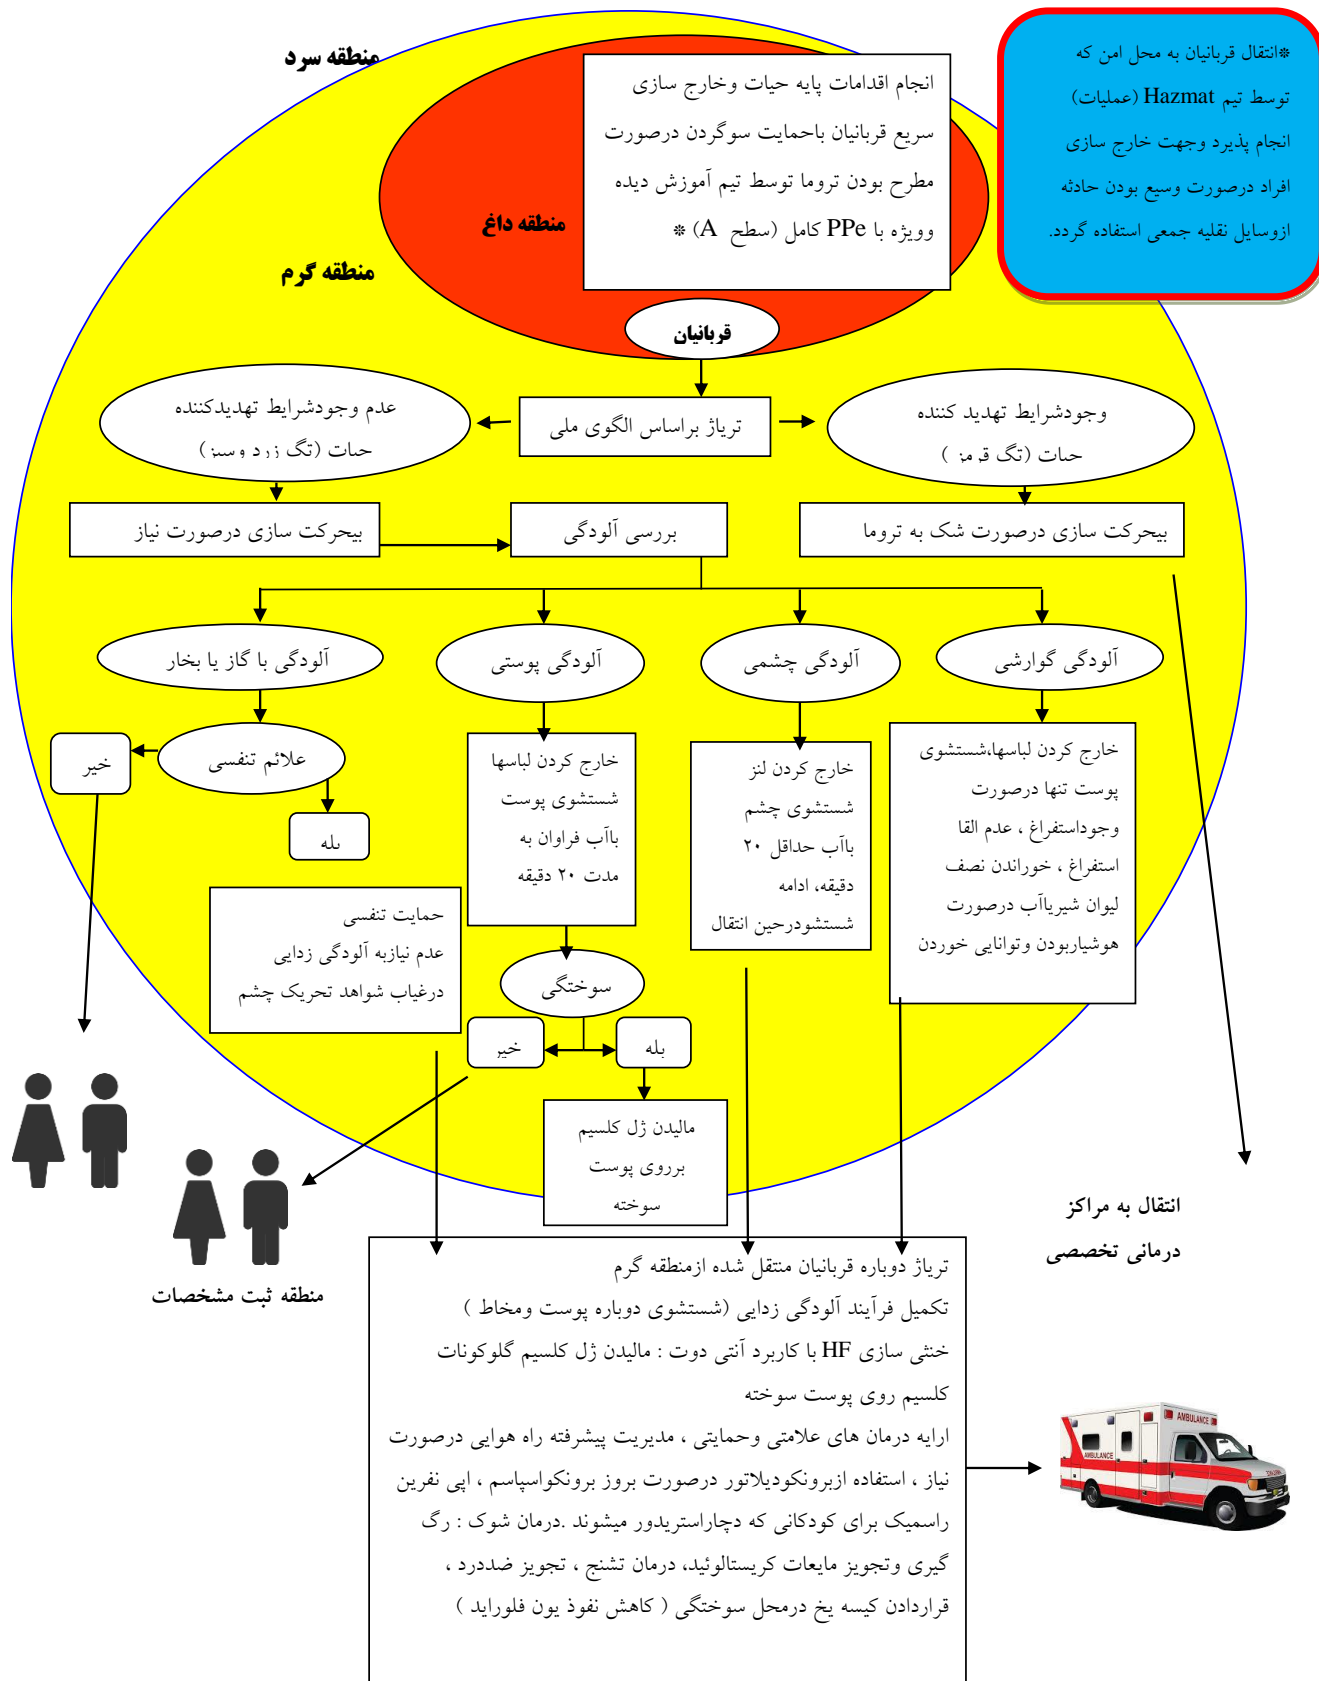 *انتقال قربانیان به محل امن که
توسط تیم Hazmat (عملیات)
انجام پذیرد وجهت خارج سازی
افراد درصورت وسیع بودن حادثه
ازوسایل نقلیه جمعی استفاده گردد.
منطقه سرد
انجام اقدامات پایه حیات وخارج سازی
سریع قربانیان باحمایت سوگردن درصورت
مطرح بودن تروما توسط تیم آموزش دیده
وویژه با PPe کامل (سطح A) *
منطقه داغ
منطقه گرم
قربانیان
وجودشرایط تهدید کننده
حیات (تگ قرمز )
تریاژ براساس الگوی ملی
عدم وجودشرایط تهدیدکننده
حیات (تگ زرد وسبز)
بیحرکت سازی درصورت شک به تروما
بررسی آلودگی
بیحرکت سازی درصورت نیاز
آلودگی گوارشی
آلودگی چشمی
آلودگی پوستی
آلودگی با گاز یا بخار
خارج کردن لباسها،شستشوی
پوست تنها درصورت
وجوداستفراغ ، عدم القا
استفراغ ، خوراندن نصف
لیوان شیریاآب درصورت
هوشیاربودن وتوانایی خوردن
خارج کردن لنز
شستشوی چشم
باآب حداقل ۲۰
دقیقه، ادامه
شستشودرحین انتقال
خارج کردن لباسها
شستشوی پوست
باآب فراوان به
مدت ۲۰ دقیقه
علائم تنفسی
خیر
بله
حمایت تنفسی
عدم نیازبه آلودگی زدایی
درغیاب شواهد تحریک چشم
سوختگی
بله
خیر
مالیدن ژل کلسیم
برروی پوست
سوخته
انتقال به مراکز
درمانی تخصصی
منطقه ثبت مشخصات
تریاژ دوباره قربانیان منتقل شده ازمنطقه گرم
تکمیل فرآیند آلودگی زدایی (شستشوی دوباره پوست ومخاط )
خنثی سازی HF با کاربرد آنتی دوت : مالیدن ژل کلسیم گلوکونات
کلسیم روی پوست سوخته
ارایه درمان های علامتی وحمایتی ، مدیریت پیشرفته راه هوایی درصورت
نیاز ، استفاده ازبرونکودیلاتور درصورت بروز برونکواسپاسم ، اپی نفرین
راسمیک برای کودکانی که دچاراستریدور میشوند .درمان شوک : رگ
گیری وتجویز مایعات کریستالوئید، درمان تشنج ، تجویز ضددرد ،
قراردادن کیسه یخ درمحل سوختگی ( کاهش نفوذ یون فلوراید )
AMBULANCE
AMBULANCE